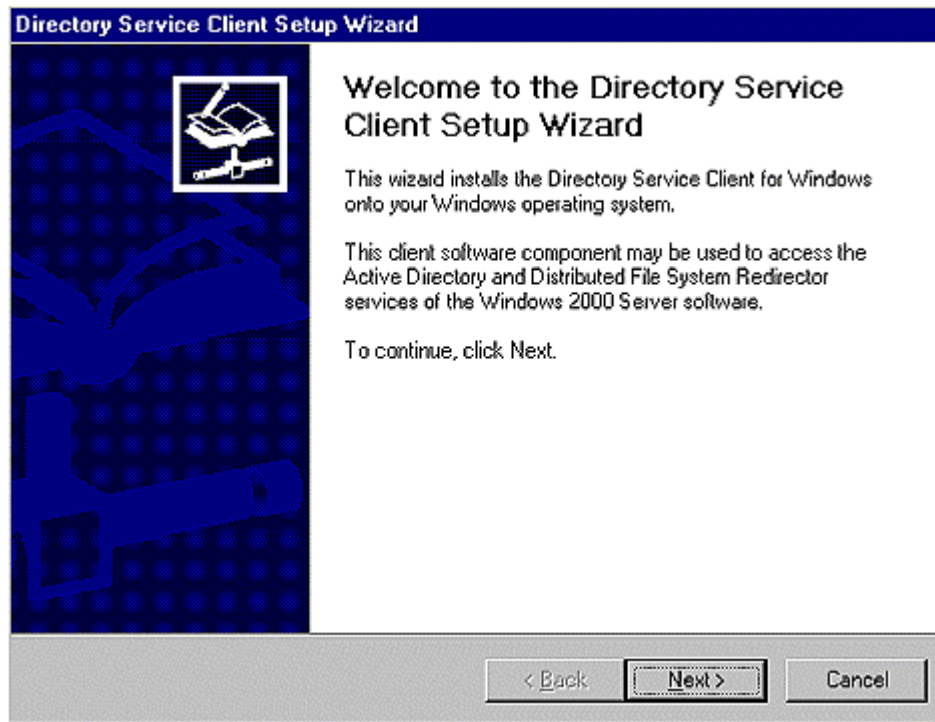 Directory Service Client Setup Wizard
Welcome to the Directory Service
Client Setup Wizard
This wizard installs the Directory Service Client for Windows
onto your Windows operating system.
This client software component may be used to access the
Active Directory and Distributed File System Redirector
services of the Windows 2000 Server software.
To continue, click Next.
< Back
Next >
Cancel